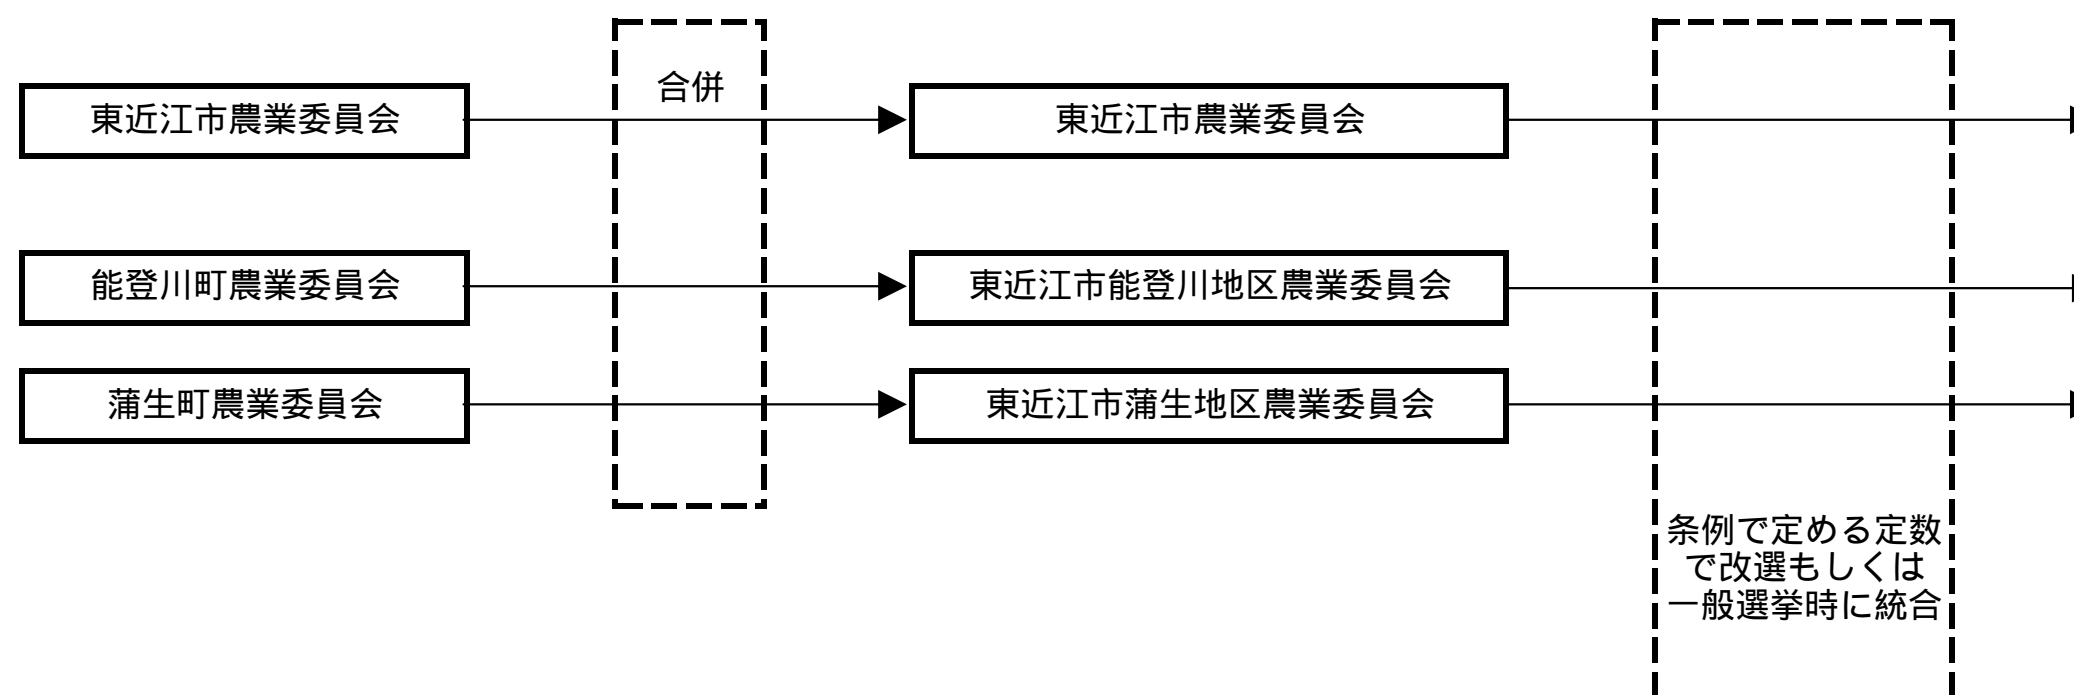 合併
東近江市農業委員会
東近江市農業委員会
能登川町農業委員会
東近江市能登川地区農業委員会
蒲生町農業委員会
東近江市蒲生地区農業委員会
条例で定める定数
で改選もしくは
一般選挙時に統合